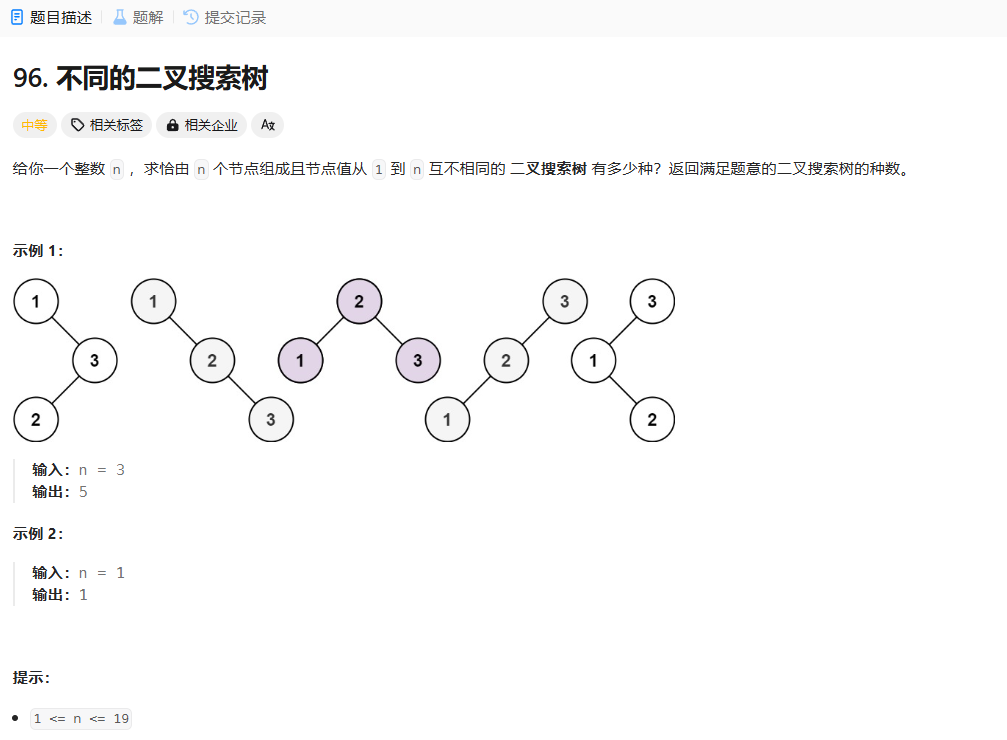 题目描述 题解 提交记录
96. 不同的二叉搜索树
中等 相关标签 相关企业 Aあ
给你一个整数 n ，求恰由 n 个节点组成且节点值从 1 到 n 互不相同的 二叉搜索树 有多少种？返回满足题意的二叉搜索树的种数。
示例 1：
1 1 2 3 3
3 2 1 3 2 1
2 3 1 2
输入：n = 3
输出：5
示例 2：
输入：n = 1
输出：1
提示：
1 <= n <= 19